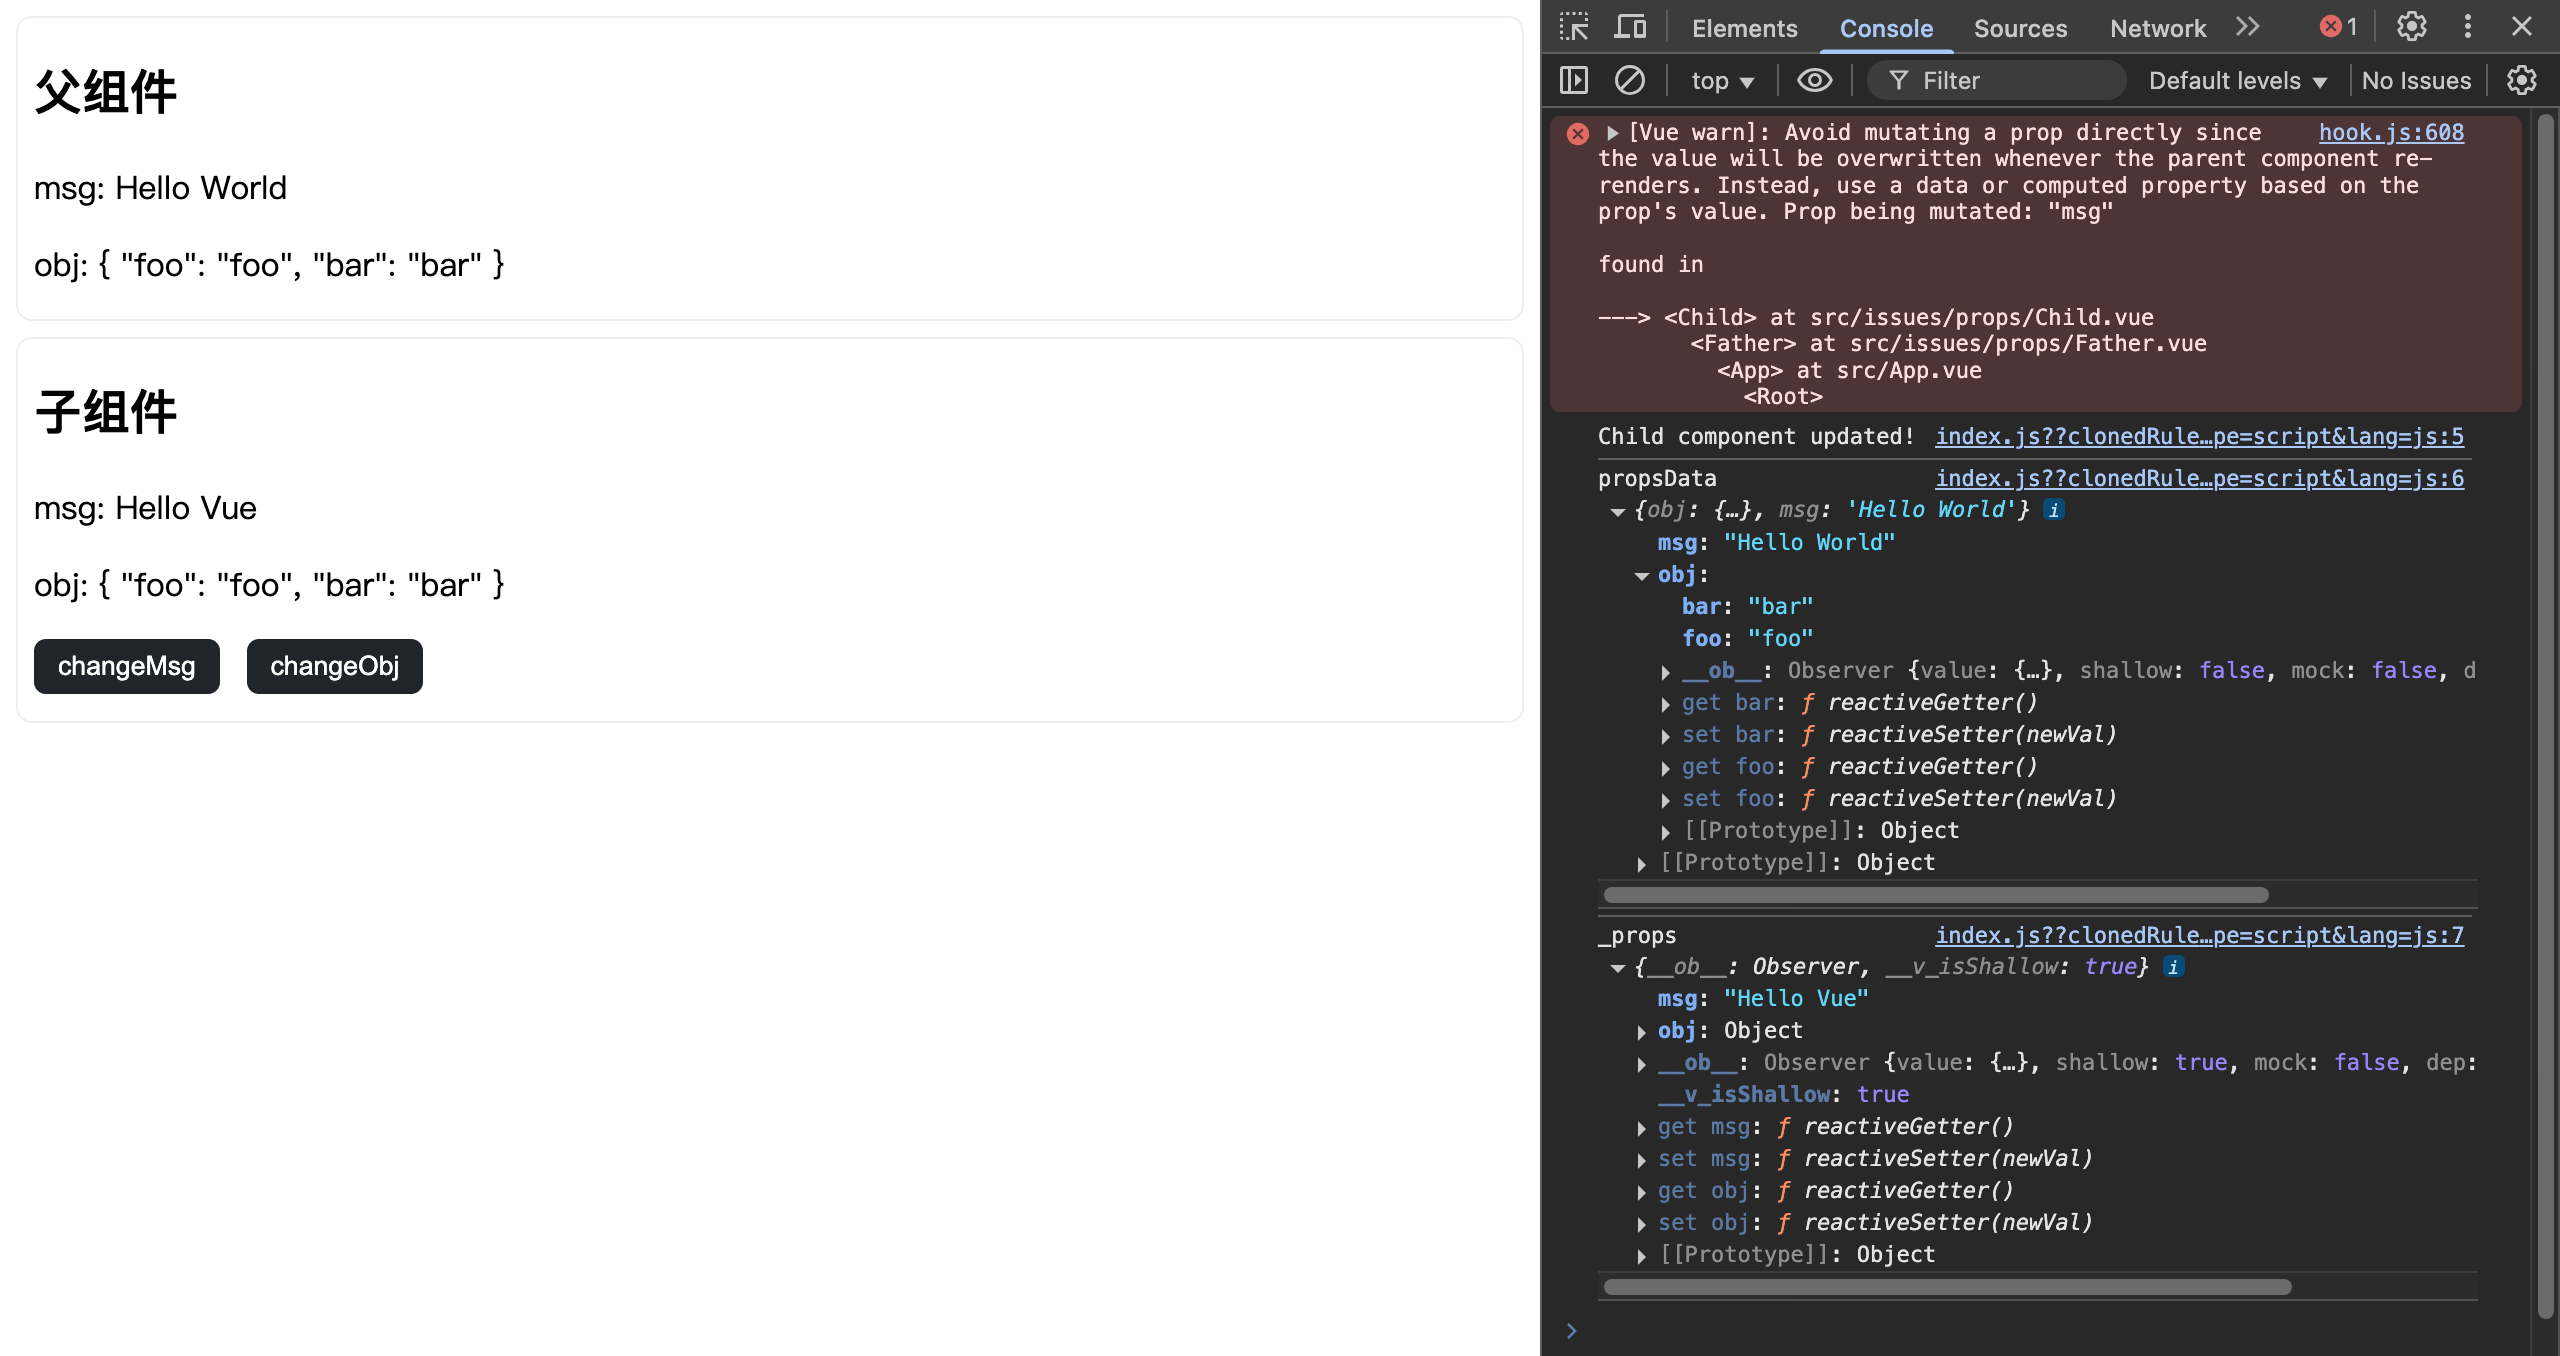 父组件
msg: Hello World
obj: { "foo": "foo", "bar": "bar" }
子组件
msg: Hello Vue
obj: { "foo": "foo", "bar": "bar" }
changeMsg changeObj
Elements Console Sources Network 1
top Filter Default levels No Issues
[Vue warn]: Avoid mutating a prop directly since hook.js:608
the value will be overwritten whenever the parent component re-
renders. Instead, use a data or computed property based on the
prop's value. Prop being mutated: "msg"
found in
---> <Child> at src/issues/props/Child.vue
<Father> at src/issues/props/Father.vue
<App> at src/App.vue
<Root>
Child component updated! index.js??clonedRule…pe=script&lang=js:5
propsData index.js??clonedRule…pe=script&lang=js:6
{obj: {…}, msg: 'Hello World'} i
msg: "Hello World"
obj:
bar: "bar"
foo: "foo"
__ob__: Observer {value: {…}, shallow: false, mock: false, d
get bar: ƒ reactiveGetter()
set bar: ƒ reactiveSetter(newVal)
get foo: ƒ reactiveGetter()
set foo: ƒ reactiveSetter(newVal)
[[Prototype]]: Object
[[Prototype]]: Object
_props index.js??clonedRule…pe=script&lang=js:7
{__ob__: Observer, __v_isShallow: true} i
msg: "Hello Vue"
obj: Object
__ob__: Observer {value: {…}, shallow: true, mock: false, dep:
__v_isShallow: true
get msg: ƒ reactiveGetter()
set msg: ƒ reactiveSetter(newVal)
get obj: ƒ reactiveGetter()
set obj: ƒ reactiveSetter(newVal)
[[Prototype]]: Object